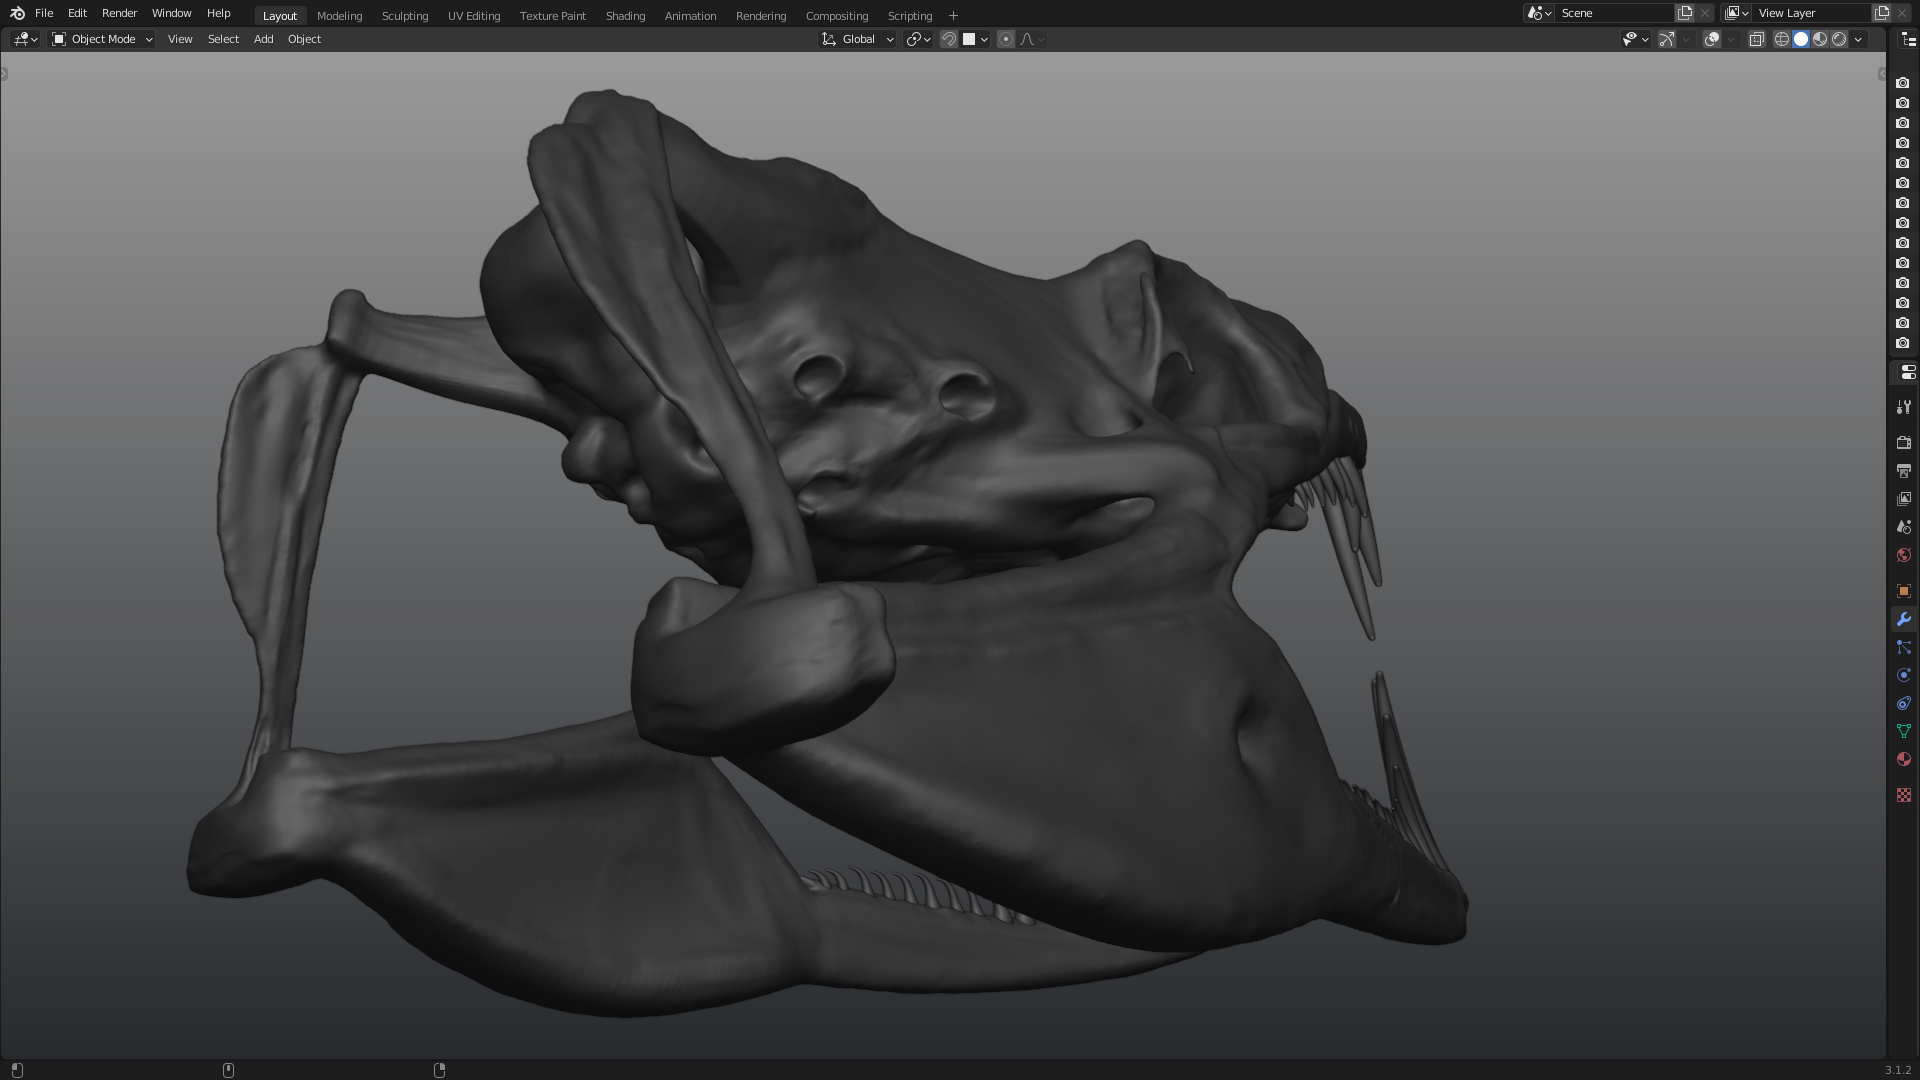 File Edit Render Window Help Layout Modeling Sculpting UV Editing Texture Paint Shading Animation Rendering Compositing Scripting + Scene View Layer
Object Mode View Select Add Object Global
3.1.2